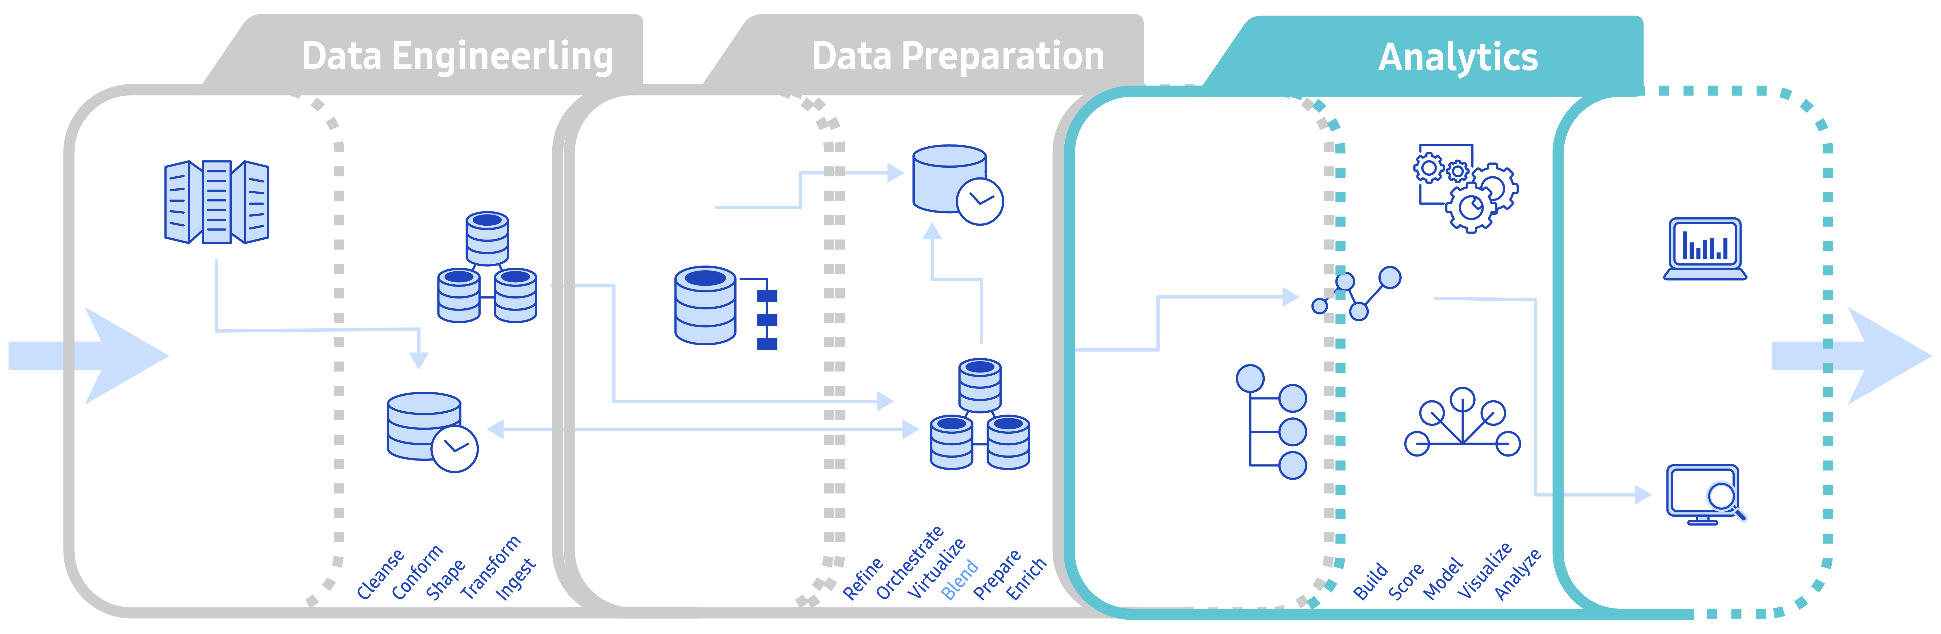 Data Engineerling
Data Preparation
Analytics
Cleanse
Conform
Shape
Transform
Ingest
Refine
Orchestrate
Virtualize
Blend
Prepare
Enrich
Build
Score
Model
Visualize
Analyze